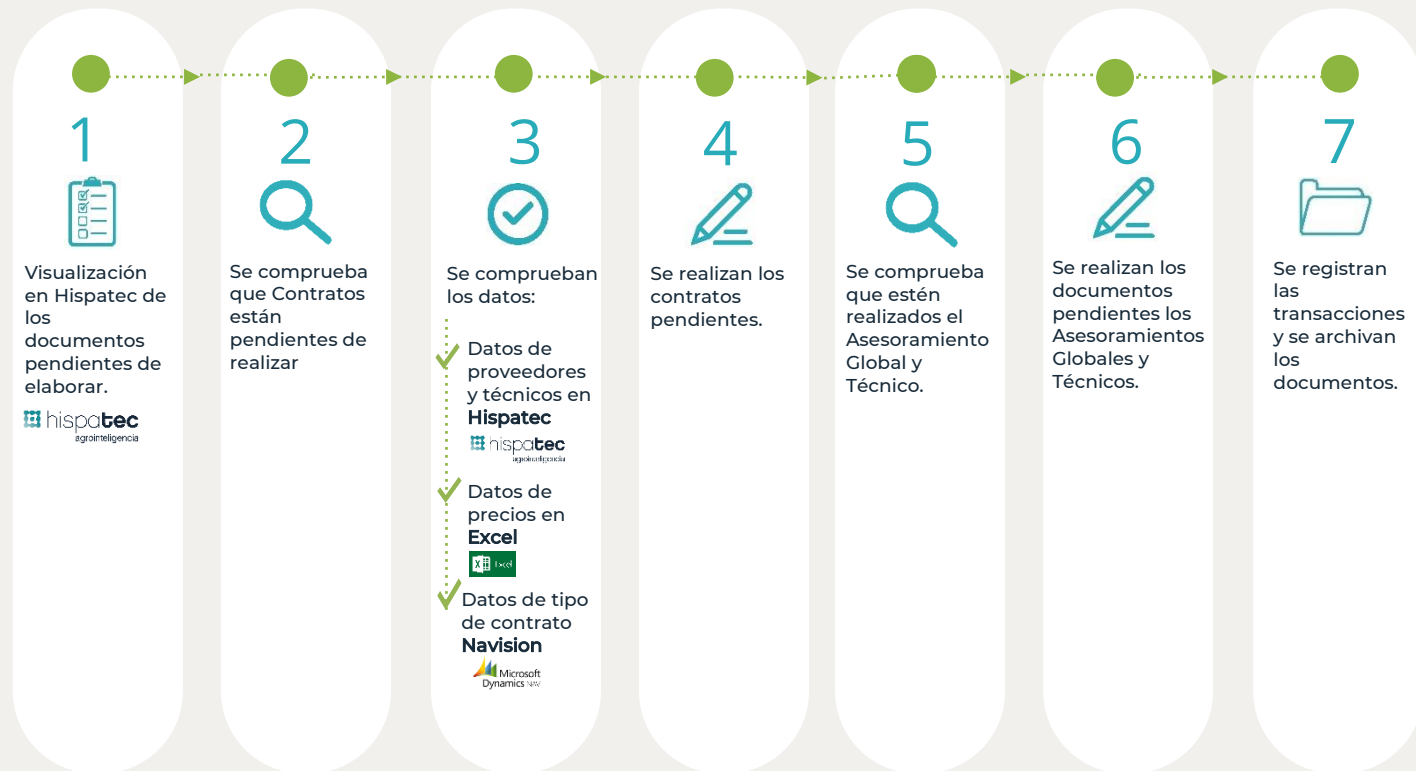 1
Visualización
en Hispatec de
los
documentos
pendientes de
elaborar.
hispatec
agrointeligencia
2
Se comprueba
que Contratos
están
pendientes de
realizar
3
Se comprueban
los datos:
Datos de
proveedores
y técnicos en
Hispatec
hispatec
agrointeligencia
Datos de
precios en
Excel
Excel
Datos de tipo
de contrato
Navision
Microsoft
Dynamics NAV
4
Se realizan los
contratos
pendientes.
5
Se comprueba
que estén
realizados el
Asesoramiento
Global y
Técnico.
6
Se realizan los
documentos
pendientes los
Asesoramientos
Globales y
Técnicos.
7
Se registran
las
transacciones
y se archivan
los
documentos.